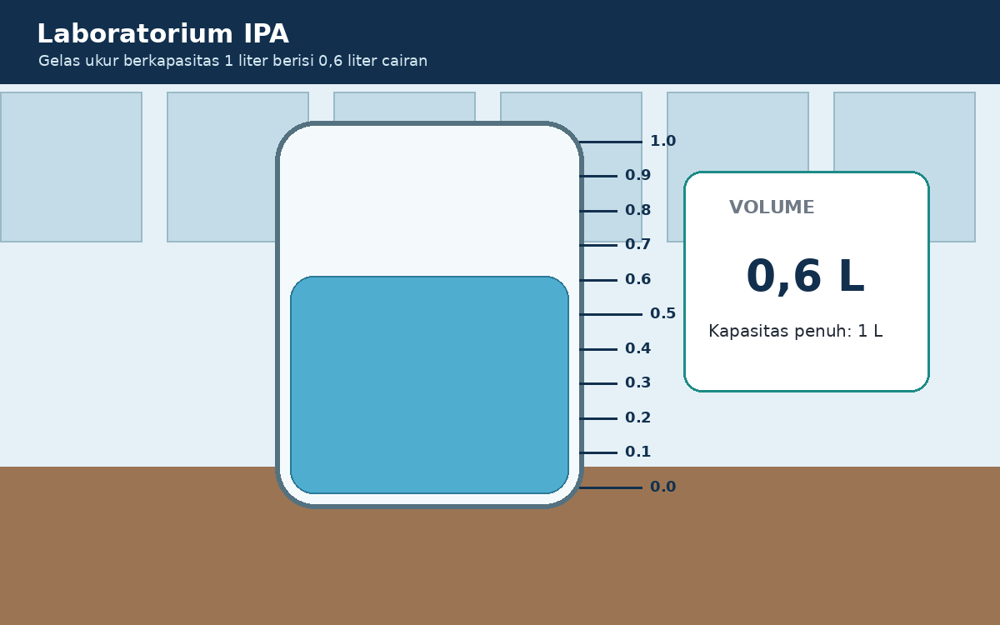 Laboratorium IPA
Gelas ukur berkapasitas 1 liter berisi 0,6 liter cairan
1.0
0.9
0.8
0.7
0.6
0.5
0.4
0.3
0.2
0.1
0.0
VOLUME
0,6 L
Kapasitas penuh: 1 L